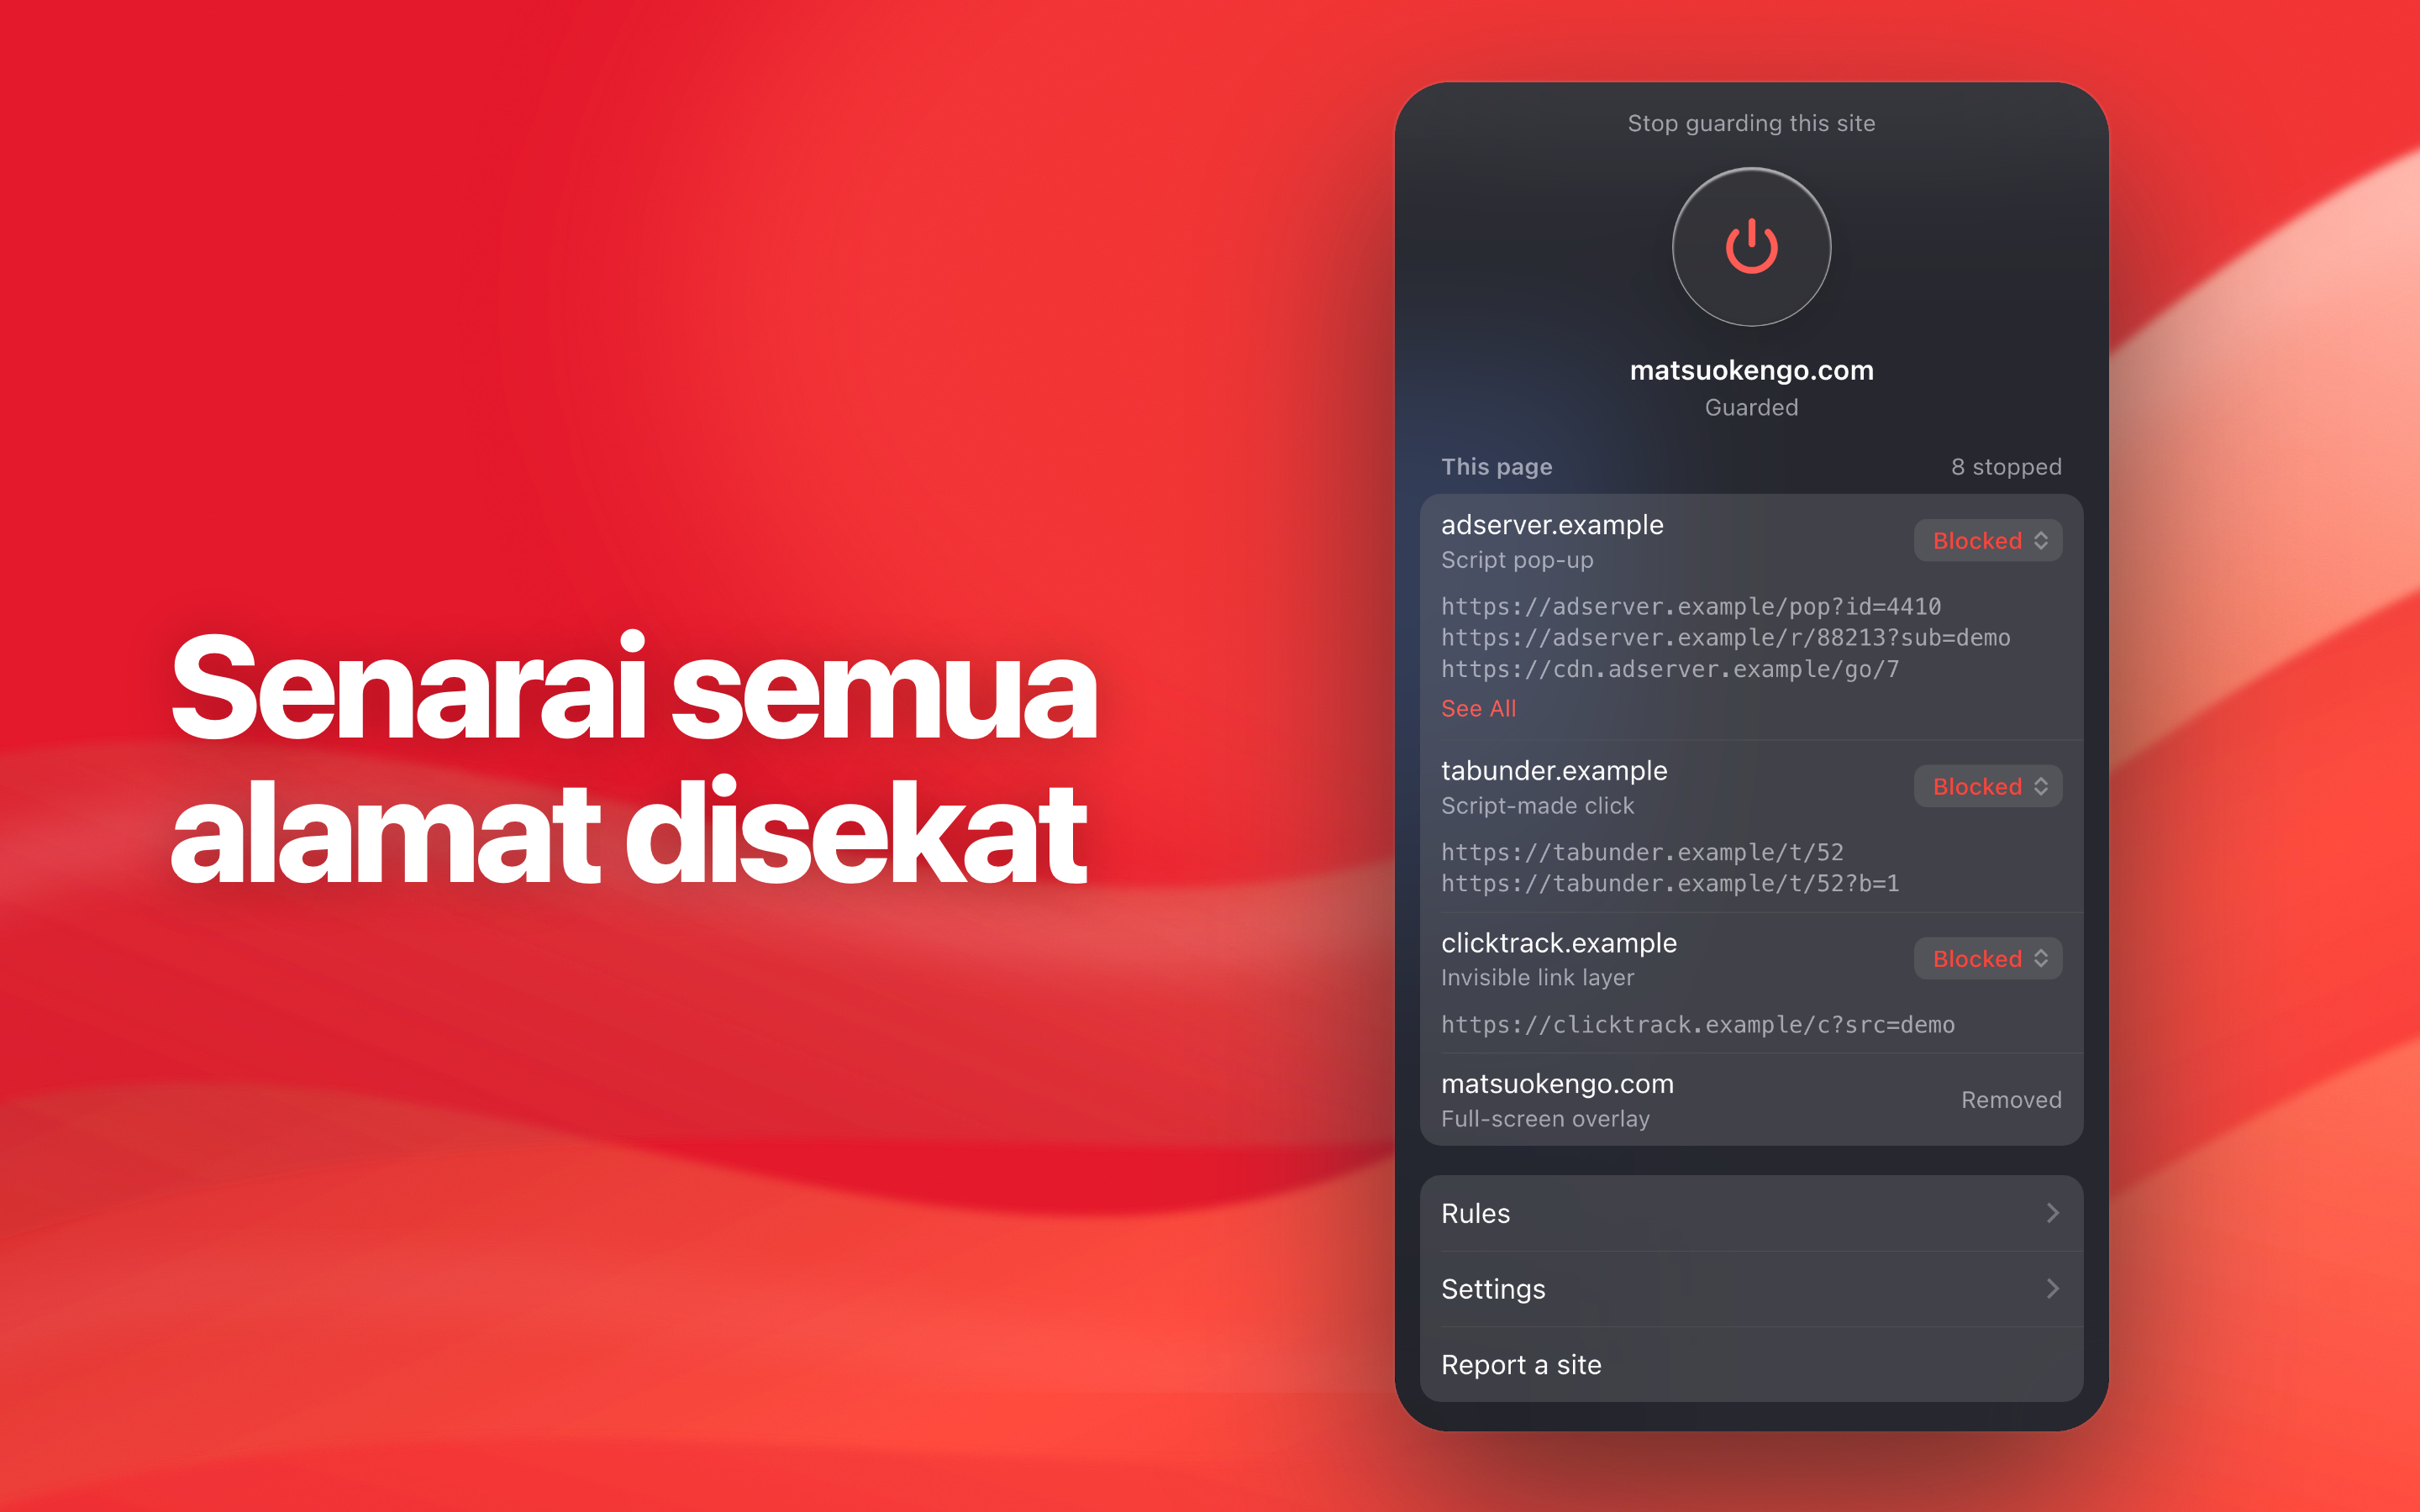 Senarai semua
alamat disekat
Stop guarding this site
matsuokengo.com
Guarded
This page
8 stopped
adserver.example
Script pop-up
Blocked
https://adserver.example/pop?id=4410
https://adserver.example/r/88213?sub=demo
https://cdn.adserver.example/go/7
See All
tabunder.example
Script-made click
Blocked
https://tabunder.example/t/52
https://tabunder.example/t/52?b=1
clicktrack.example
Invisible link layer
Blocked
https://clicktrack.example/c?src=demo
matsuokengo.com
Full-screen overlay
Removed
Rules
Settings
Report a site